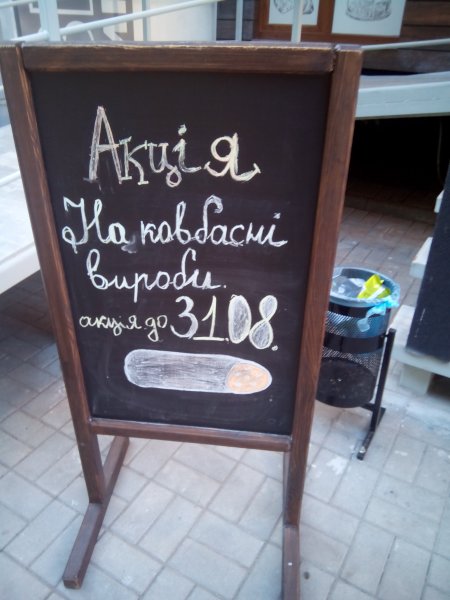 Акція
На ковбасні
вироби.
акція до 31.08.